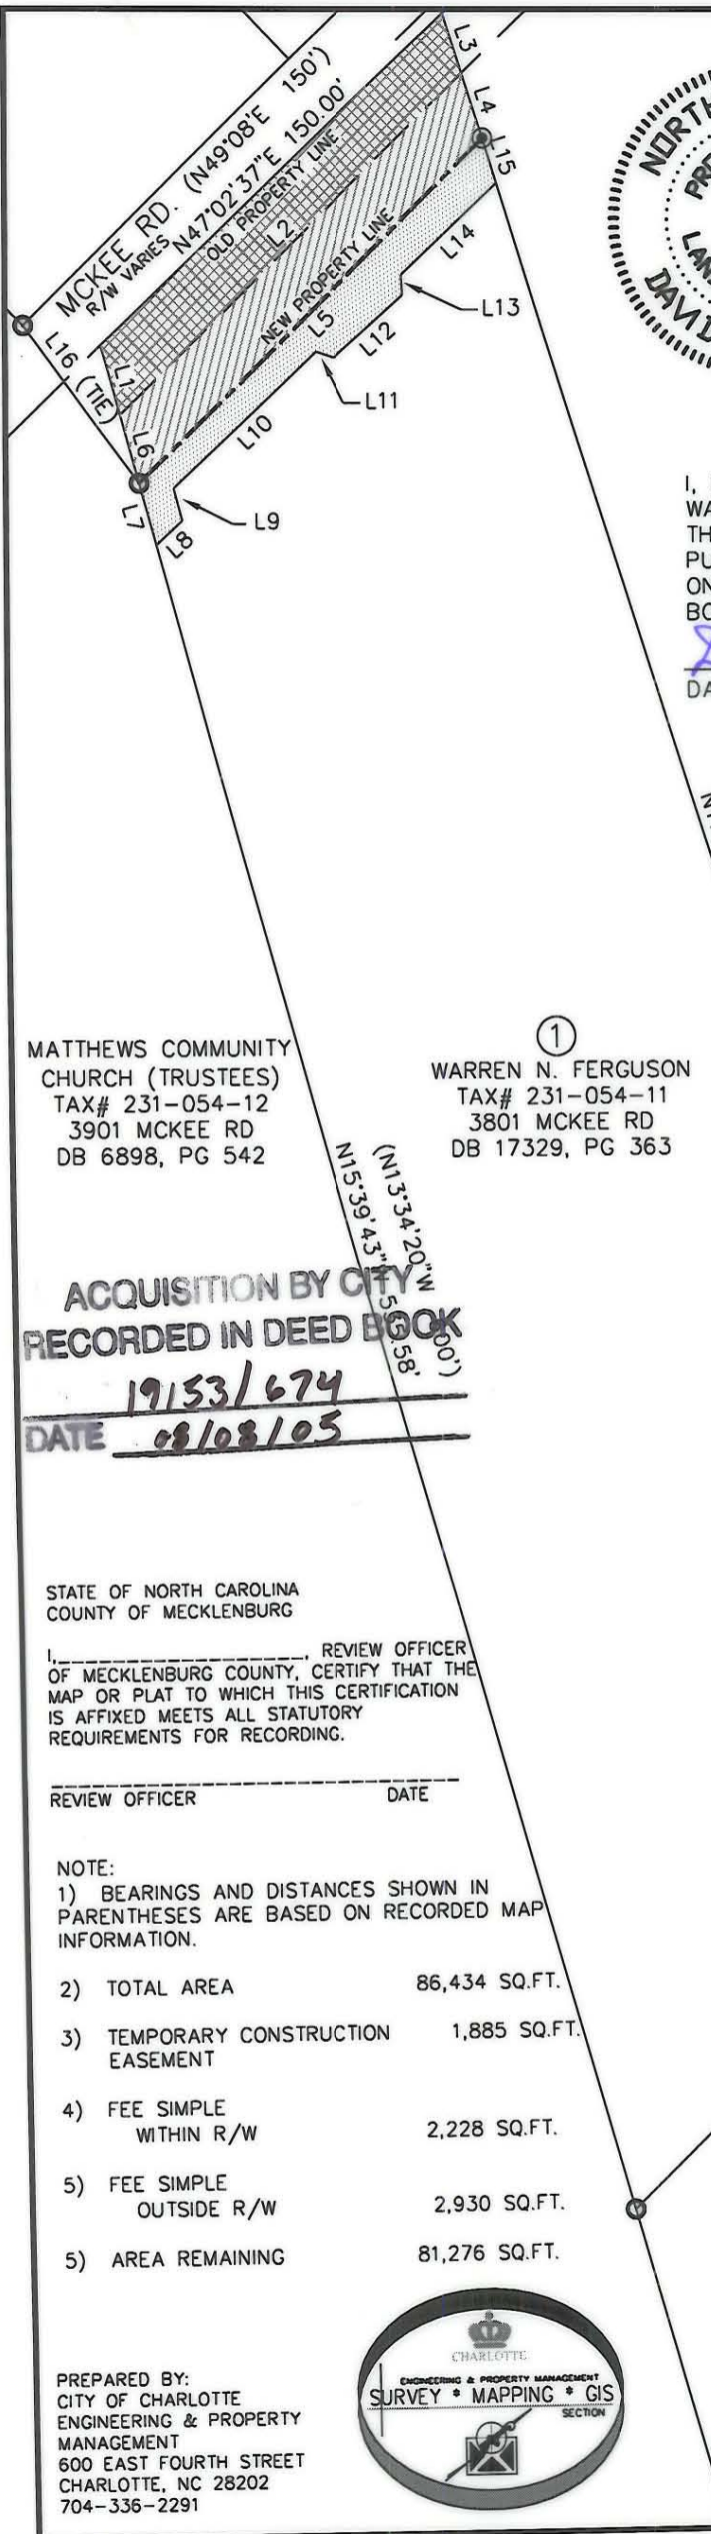 MCKEE RD. (N49°08'E 150')
R/W VARIES N47°02'37"E 150.00'
OLD PROPERTY LINE
L3
L4
L15
L2
NEW PROPERTY LINE
L5
L14
L13
L12
L11
L16 (TIE)
L1
L6
L10
L7
L8
L9
NORTH
LAN
DAVID
I,
WA
TH
PU
ON
BO
DA
MATTHEWS COMMUNITY
CHURCH (TRUSTEES)
TAX# 231-054-12
3901 MCKEE RD
DB 6898, PG 542
1
WARREN N. FERGUSON
TAX# 231-054-11
3801 MCKEE RD
DB 17329, PG 363
(N13°34'20"W
N15°39'43"
ACQUISITION BY CITY
RECORDED IN DEED BOOK
19153/674
DATE 08/08/05
STATE OF NORTH CAROLINA
COUNTY OF MECKLENBURG
I,____________________, REVIEW OFFICER
OF MECKLENBURG COUNTY, CERTIFY THAT THE
MAP OR PLAT TO WHICH THIS CERTIFICATION
IS AFFIXED MEETS ALL STATUTORY
REQUIREMENTS FOR RECORDING.
REVIEW OFFICER DATE
NOTE:
1) BEARINGS AND DISTANCES SHOWN IN
PARENTHESES ARE BASED ON RECORDED MAP
INFORMATION.
2) TOTAL AREA 86,434 SQ.FT.
3) TEMPORARY CONSTRUCTION 1,885 SQ.FT.
EASEMENT
4) FEE SIMPLE
WITHIN R/W 2,228 SQ.FT.
5) FEE SIMPLE
OUTSIDE R/W 2,930 SQ.FT.
5) AREA REMAINING 81,276 SQ.FT.
PREPARED BY:
CITY OF CHARLOTTE
ENGINEERING & PROPERTY
MANAGEMENT
600 EAST FOURTH STREET
CHARLOTTE, NC 28202
704-336-2291
CHARLOTTE
ENGINEERING & PROPERTY MANAGEMENT
SURVEY * MAPPING * GIS
SECTION